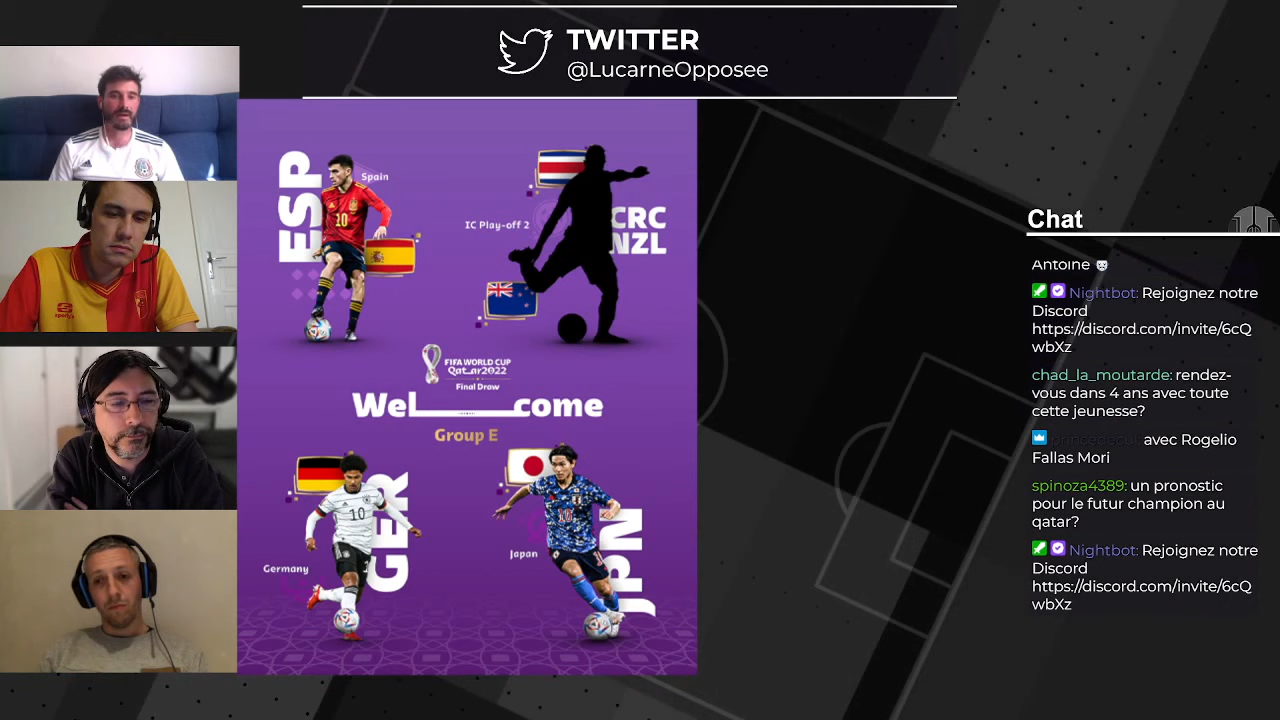 TWITTER
@LucarneOpposee
ESP
Spain
10
IC Play-off 2
CRC
NZL
FIFA WORLD CUP
Qatar2022
Final Draw
Wel come
Group E
GER
Germany
10
JPN
Japan
10
Chat
Antoine
Nightbot: Rejoignez notre
Discord
https://discord.com/invite/6cQ
wbXz
chad_la_moutarde: rendez-
vous dans 4 ans avec toute
cette jeunesse?
avec Rogelio
Fallas Mori
spinoza4389: un pronostic
pour le futur champion au
qatar?
Nightbot: Rejoignez notre
Discord
https://discord.com/invite/6cQ
wbXz